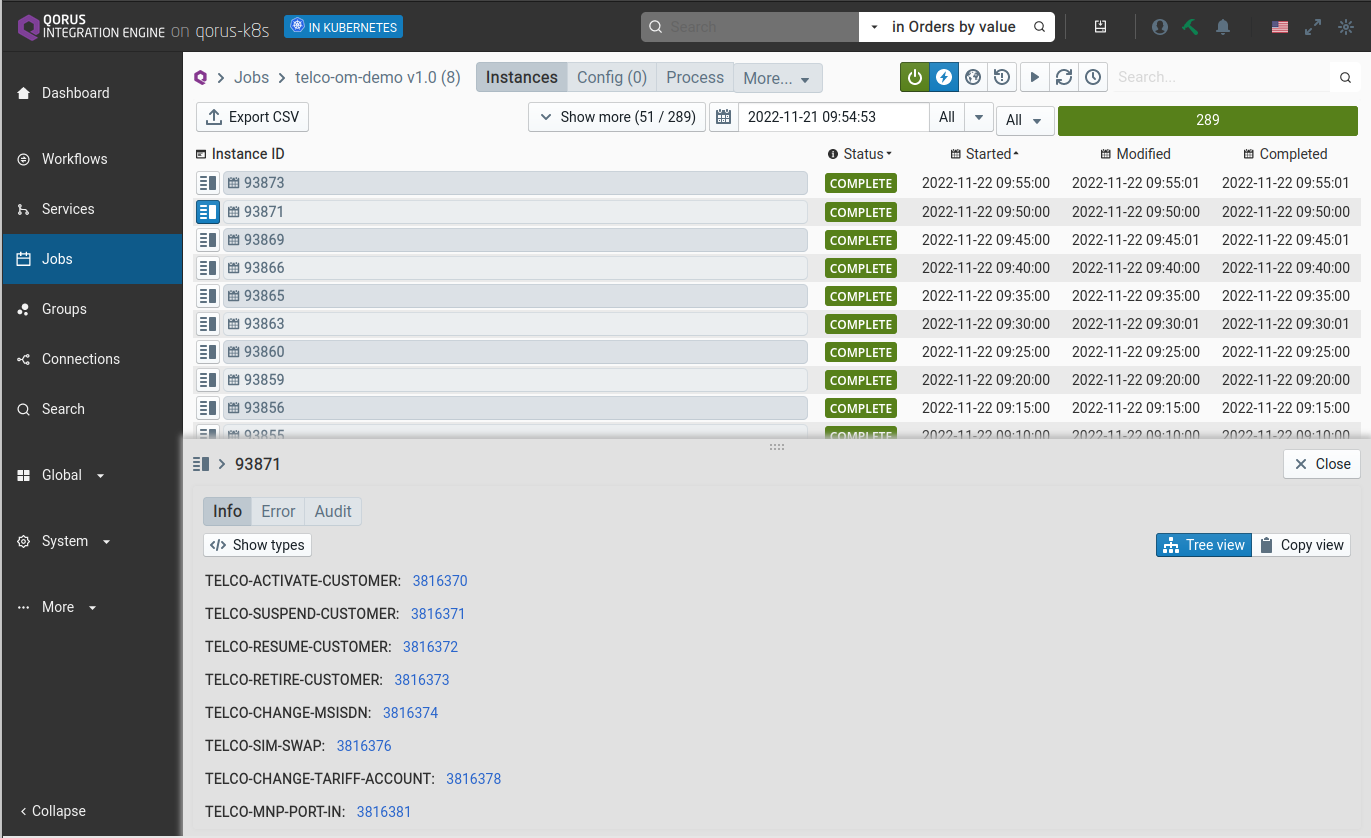 QORUS
INTEGRATION ENGINE on qorus-k8s IN KUBERNETES Search in Orders by value
Dashboard
Workflows
Services
Jobs
Groups
Connections
Search
Global
System
More
Collapse
Jobs telco-om-demo v1.0 (8) Instances Config (0) Process More... Search...
Export CSV Show more (51 / 289) 2022-11-21 09:54:53 All All 289
Instance ID Status Started Modified Completed
93873 COMPLETE 2022-11-22 09:55:00 2022-11-22 09:55:01 2022-11-22 09:55:01
93871 COMPLETE 2022-11-22 09:50:00 2022-11-22 09:50:00 2022-11-22 09:50:00
93869 COMPLETE 2022-11-22 09:45:00 2022-11-22 09:45:01 2022-11-22 09:45:01
93866 COMPLETE 2022-11-22 09:40:00 2022-11-22 09:40:00 2022-11-22 09:40:00
93865 COMPLETE 2022-11-22 09:35:00 2022-11-22 09:35:00 2022-11-22 09:35:00
93863 COMPLETE 2022-11-22 09:30:00 2022-11-22 09:30:01 2022-11-22 09:30:01
93860 COMPLETE 2022-11-22 09:25:00 2022-11-22 09:25:00 2022-11-22 09:25:00
93859 COMPLETE 2022-11-22 09:20:00 2022-11-22 09:20:00 2022-11-22 09:20:00
93856 COMPLETE 2022-11-22 09:15:00 2022-11-22 09:15:00 2022-11-22 09:15:00
93855 COMPLETE 2022-11-22 09:10:00 2022-11-22 09:10:00 2022-11-22 09:10:00
93871 Close
Info Error Audit
</> Show types Tree view Copy view
TELCO-ACTIVATE-CUSTOMER: 3816370
TELCO-SUSPEND-CUSTOMER: 3816371
TELCO-RESUME-CUSTOMER: 3816372
TELCO-RETIRE-CUSTOMER: 3816373
TELCO-CHANGE-MSISDN: 3816374
TELCO-SIM-SWAP: 3816376
TELCO-CHANGE-TARIFF-ACCOUNT: 3816378
TELCO-MNP-PORT-IN: 3816381